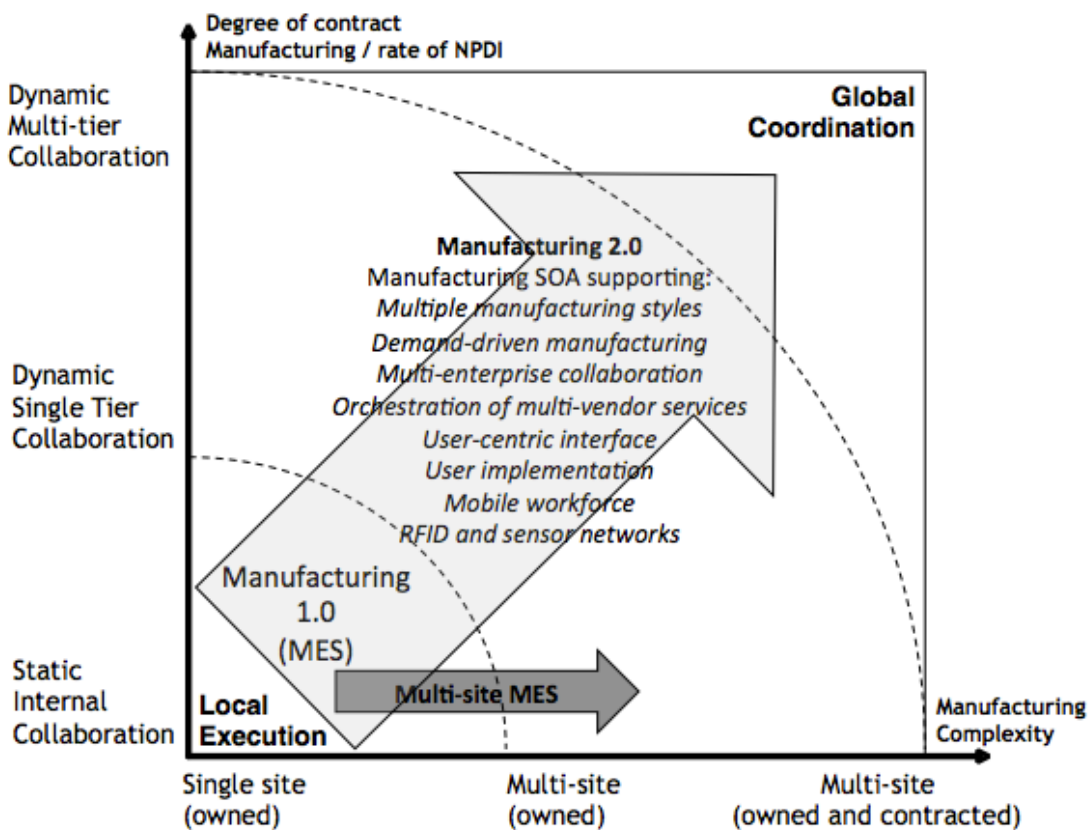 Degree of contract
Manufacturing / rate of NPDI
Dynamic
Multi-tier
Collaboration
Global
Coordination
Manufacturing 2.0
Manufacturing SOA supporting:
Multiple manufacturing styles
Demand-driven manufacturing
Multi-enterprise collaboration
Orchestration of multi-vendor services
User-centric interface
User implementation
Mobile workforce
RFID and sensor networks
Dynamic
Single Tier
Collaboration
Manufacturing
1.0
(MES)
Static
Internal
Collaboration
Local
Execution
Multi-site MES
Manufacturing
Complexity
Single site
(owned)
Multi-site
(owned)
Multi-site
(owned and contracted)